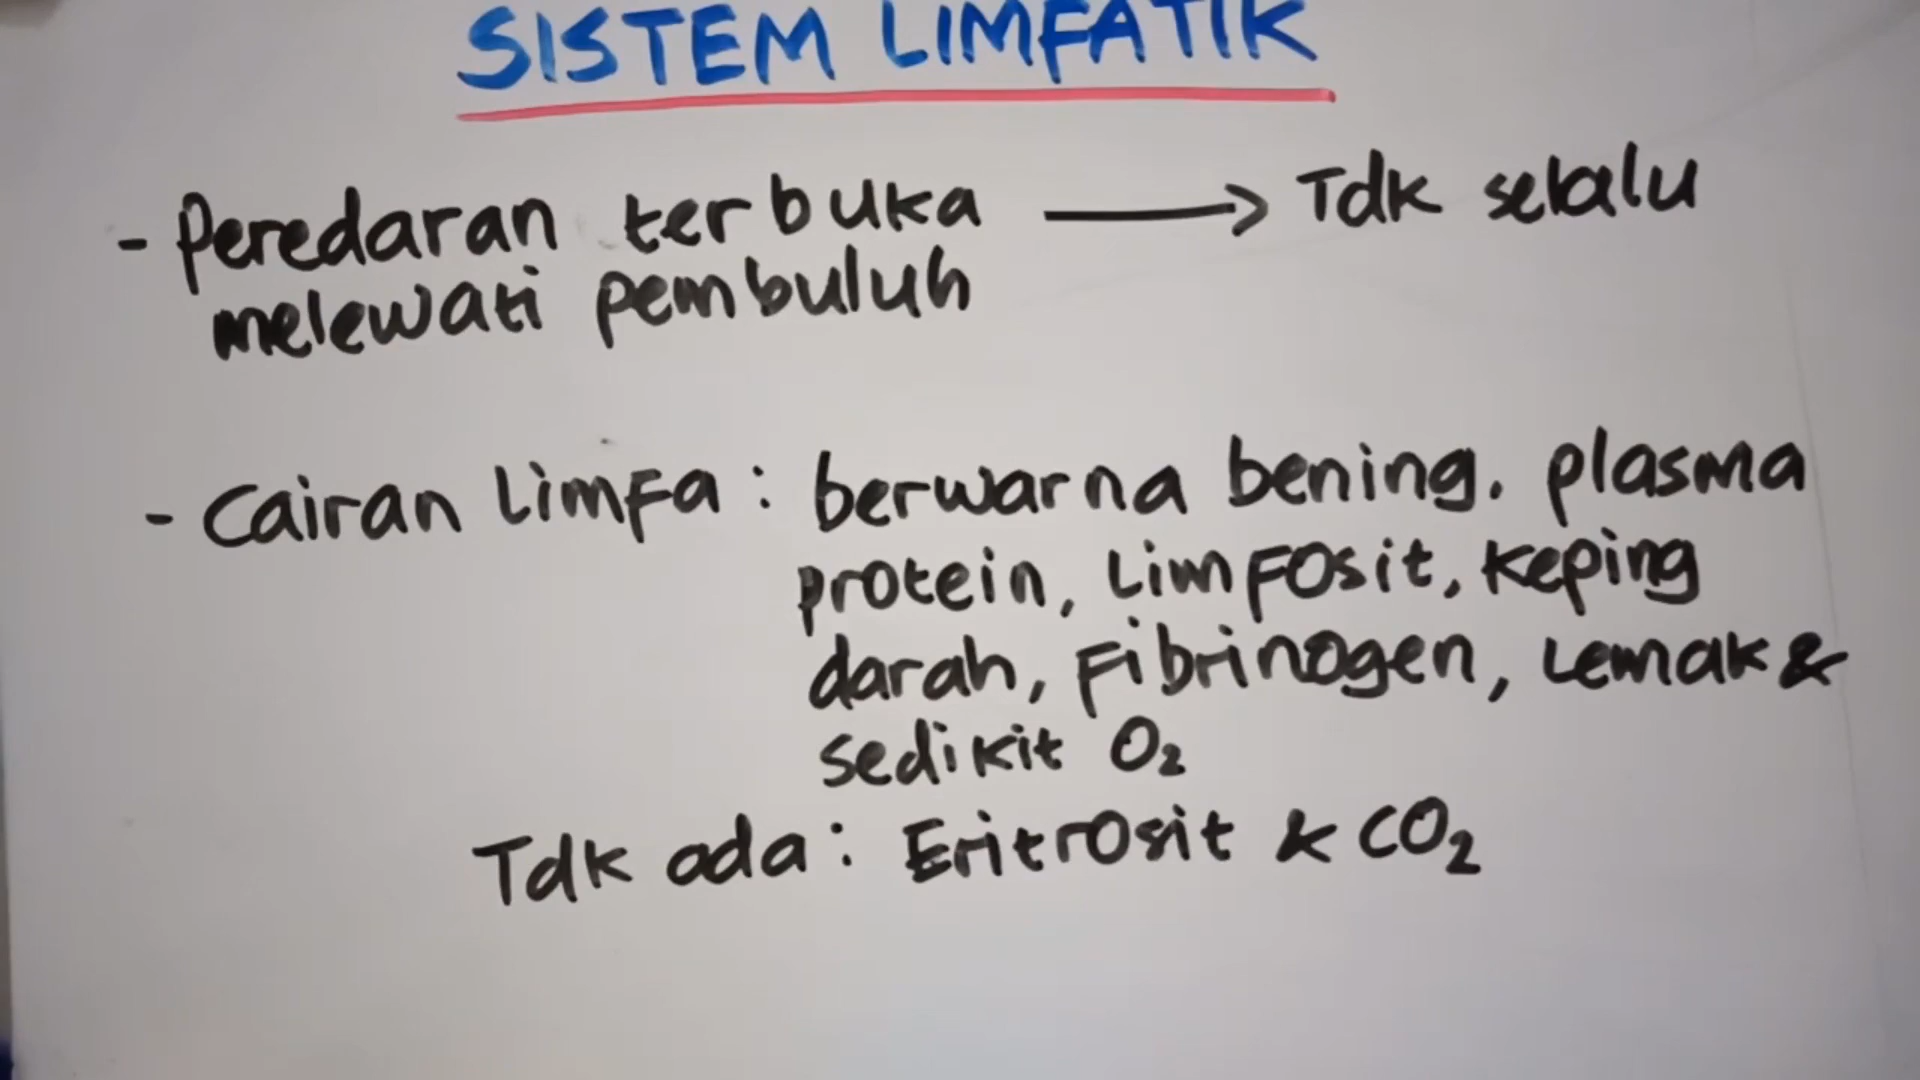 SISTEM LIMFATIK
- Peredaran terbuka → Tdk selalu
melewati pembuluh
- Cairan Limfa : berwarna bening. plasma
protein, Limfosit, keping
darah, Fibrinogen, Lemak &
sedikit O₂
Tdk ada : Eritrosit & CO₂